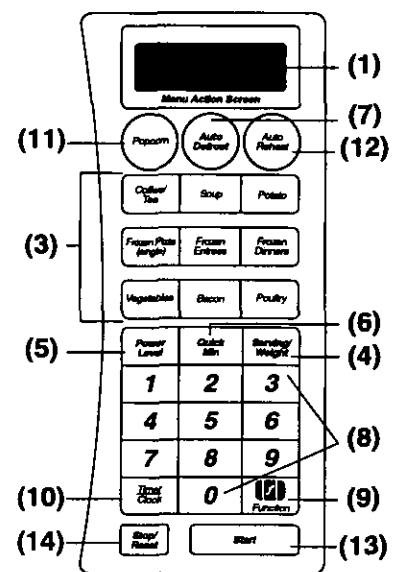 (1)
Menu Action Screen
(7)
(11)
Popcorn
Auto
Defrost
Auto
Reheat
(12)
Coffee/
Tea
Soup
Potato
(3)
Frozen Plate
(single)
Frozen
Entrees
Frozen
Dinners
Vegetables
Bacon
Poultry
(6)
(5)
Power
Level
Quick
Min
Serving/
Weight
(4)
1 2 3
4 5 6
(8)
7 8 9
(10)
Timer/
Clock
0
Function
(9)
(14)
Stop/
Reset
Start
(13)